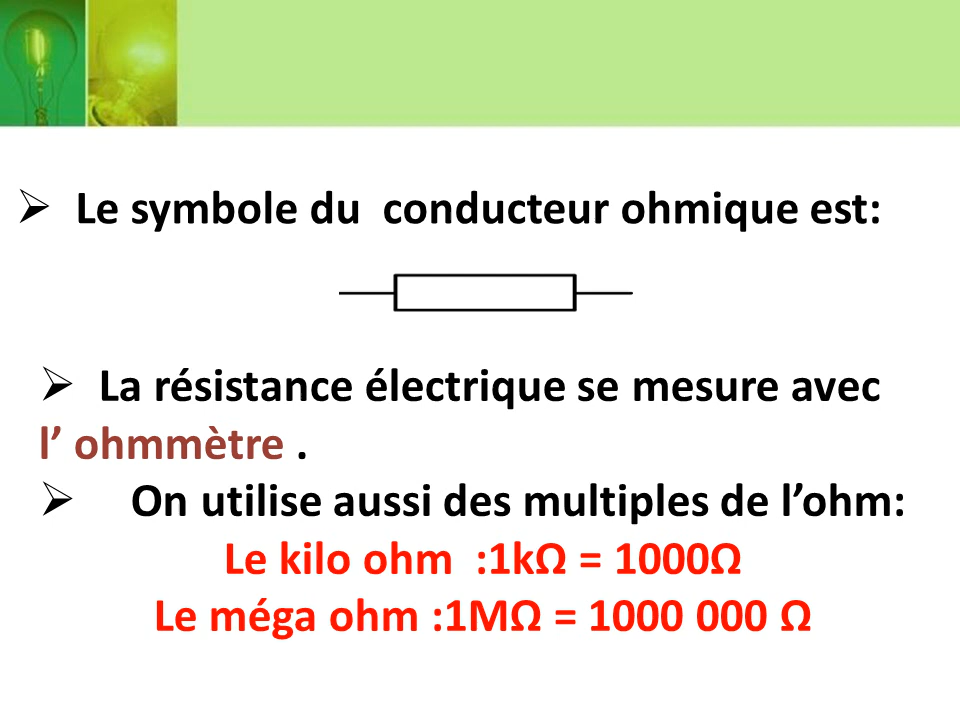 ➢ Le symbole du conducteur ohmique est:
➢ La résistance électrique se mesure avec
l’ ohmmètre .
➢ On utilise aussi des multiples de l’ohm:
Le kilo ohm :1kΩ = 1000Ω
Le méga ohm :1MΩ = 1000 000 Ω